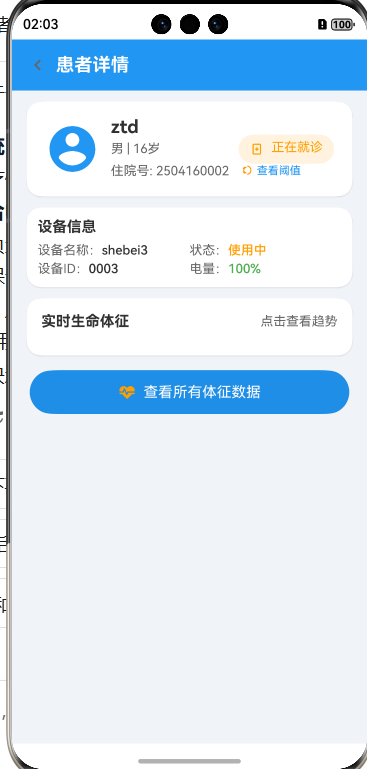 02:03
100
患者详情
ztd
男 | 16岁
正在就诊
住院号: 2504160002
查看阈值
设备信息
设备名称: shebei3
状态: 使用中
设备ID: 0003
电量: 100%
实时生命体征
点击查看趋势
查看所有体征数据